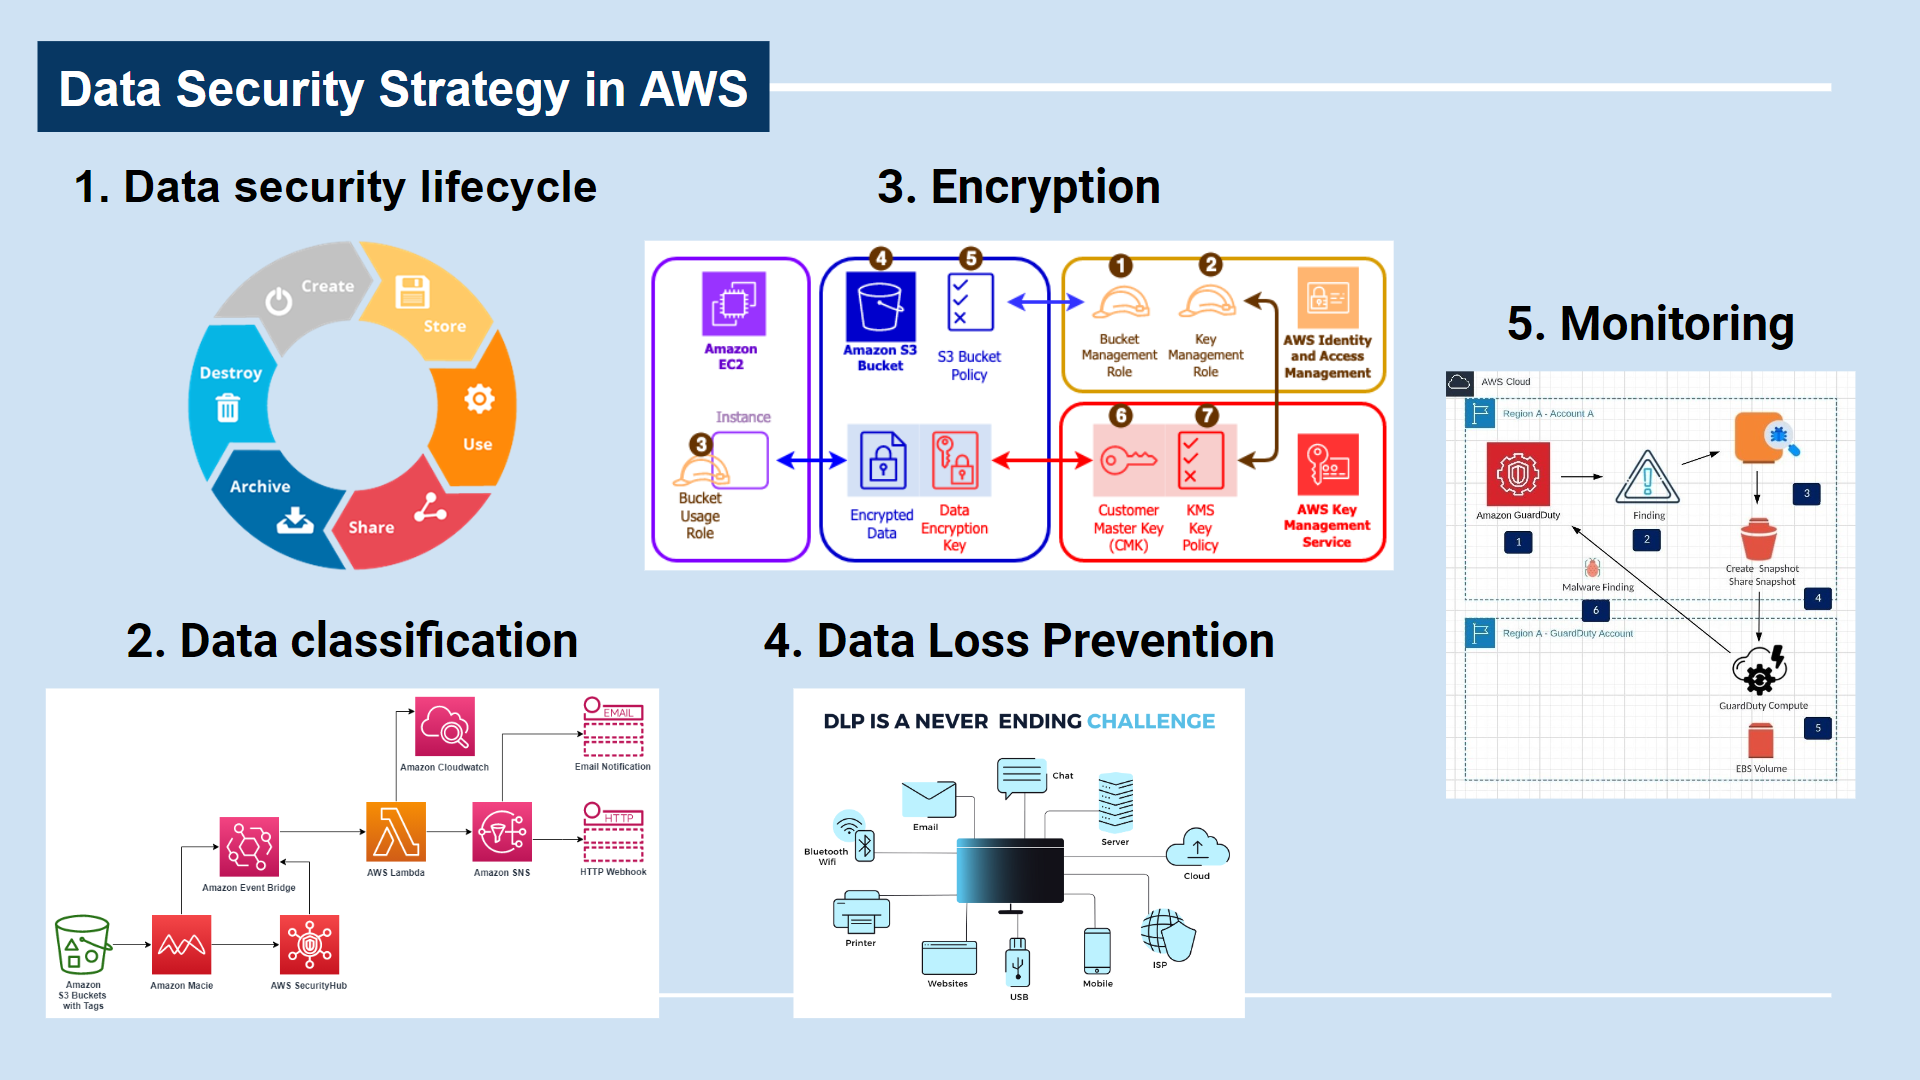 Data Security Strategy in AWS
1. Data security lifecycle
Create
Store
Use
Share
Archive
Destroy
2. Data classification
Amazon Cloudwatch
EMAIL
Email Notification
HTTP
HTTP Webhook
AWS Lambda
Amazon SNS
Amazon Event Bridge
Amazon
S3 Buckets
with Tags
Amazon Macie
AWS SecurityHub
3. Encryption
4
5
1
2
Amazon
EC2
Amazon S3
Bucket
S3 Bucket
Policy
Bucket
Management
Role
Key
Management
Role
AWS Identity
and Access
Management
Instance
3
Bucket
Usage
Role
Encrypted
Data
Data
Encryption
Key
6
7
Customer
Master Key
(CMK)
KMS
Key
Policy
AWS Key
Management
Service
4. Data Loss Prevention
DLP IS A NEVER ENDING CHALLENGE
Chat
Email
Server
Bluetooth
Wifi
Cloud
Printer
Websites
USB
Mobile
ISP
5. Monitoring
AWS Cloud
Region A - Account A
Amazon GuardDuty
1
Finding
2
3
Create Snapshot
Share Snapshot
4
Malware Finding
6
Region A - GuardDuty Account
GuardDuty Compute
5
EBS Volume